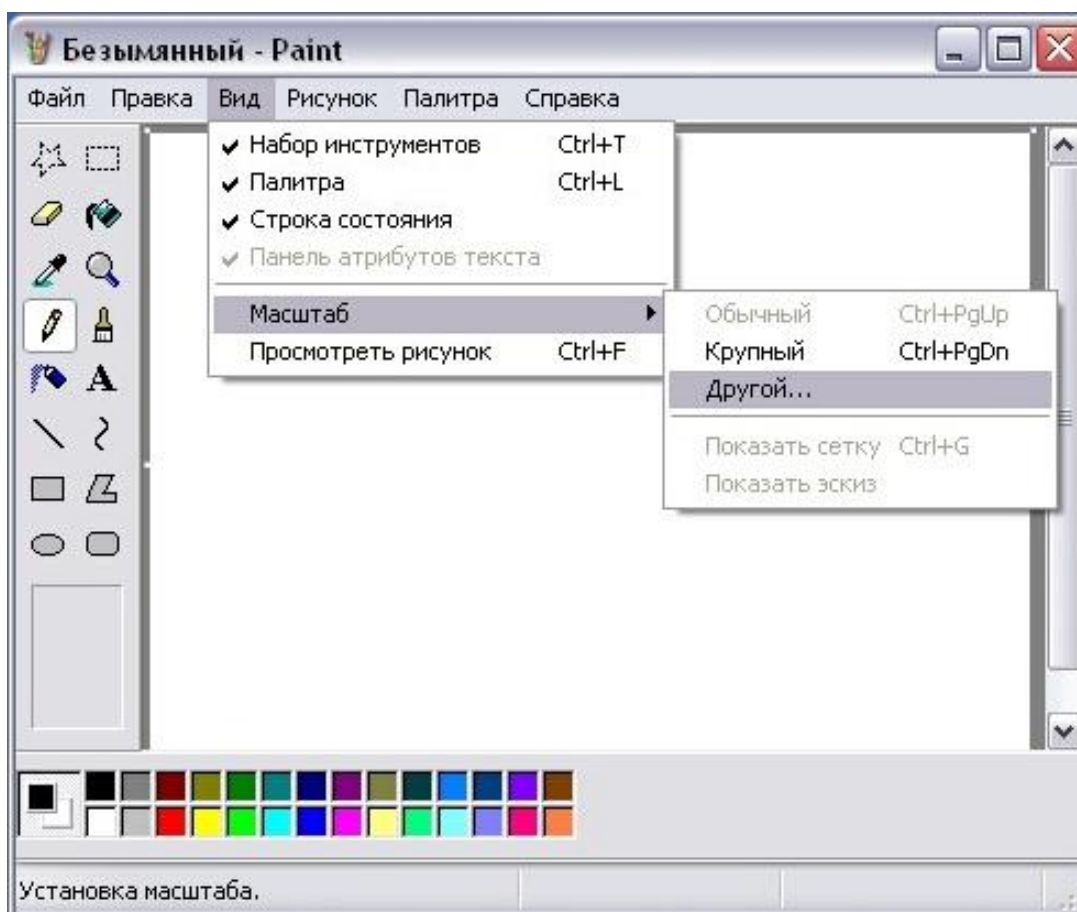 Безымянный - Paint
Файл Правка Вид Рисунок Палитра Справка
Набор инструментов Ctrl+T
Палитра Ctrl+L
Строка состояния
Панель атрибутов текста
Масштаб
Просмотреть рисунок Ctrl+F
Обычный Ctrl+PgUp
Крупный Ctrl+PgDn
Другой...
Показать сетку Ctrl+G
Показать эскиз
A
Установка масштаба.